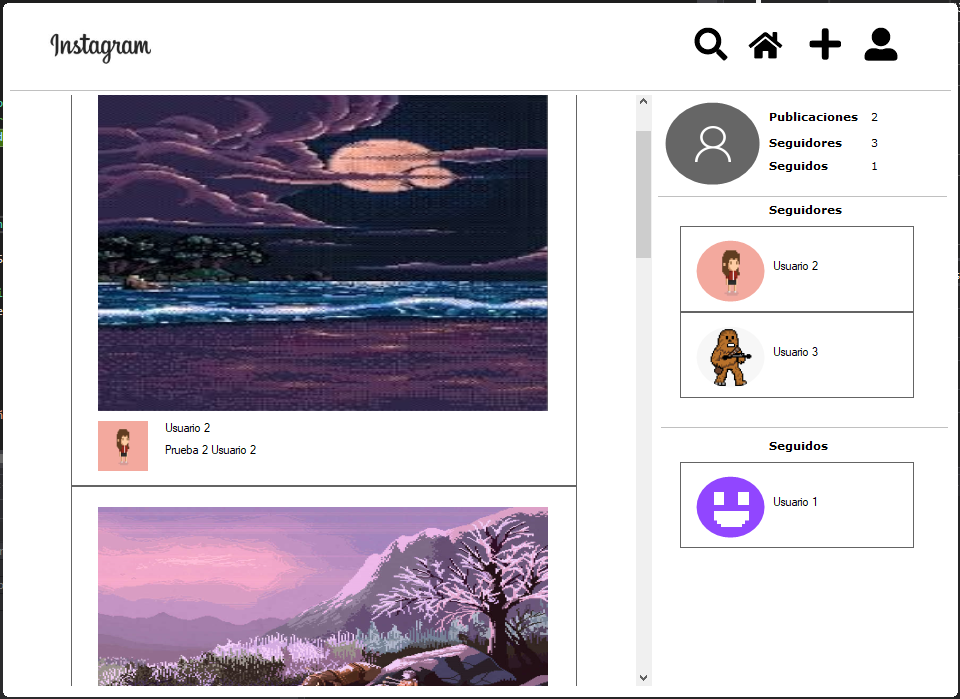 Instagram
Usuario 2
Prueba 2 Usuario 2
Publicaciones 2
Seguidores 3
Seguidos 1
Seguidores
Usuario 2
Usuario 3
Seguidos
Usuario 1